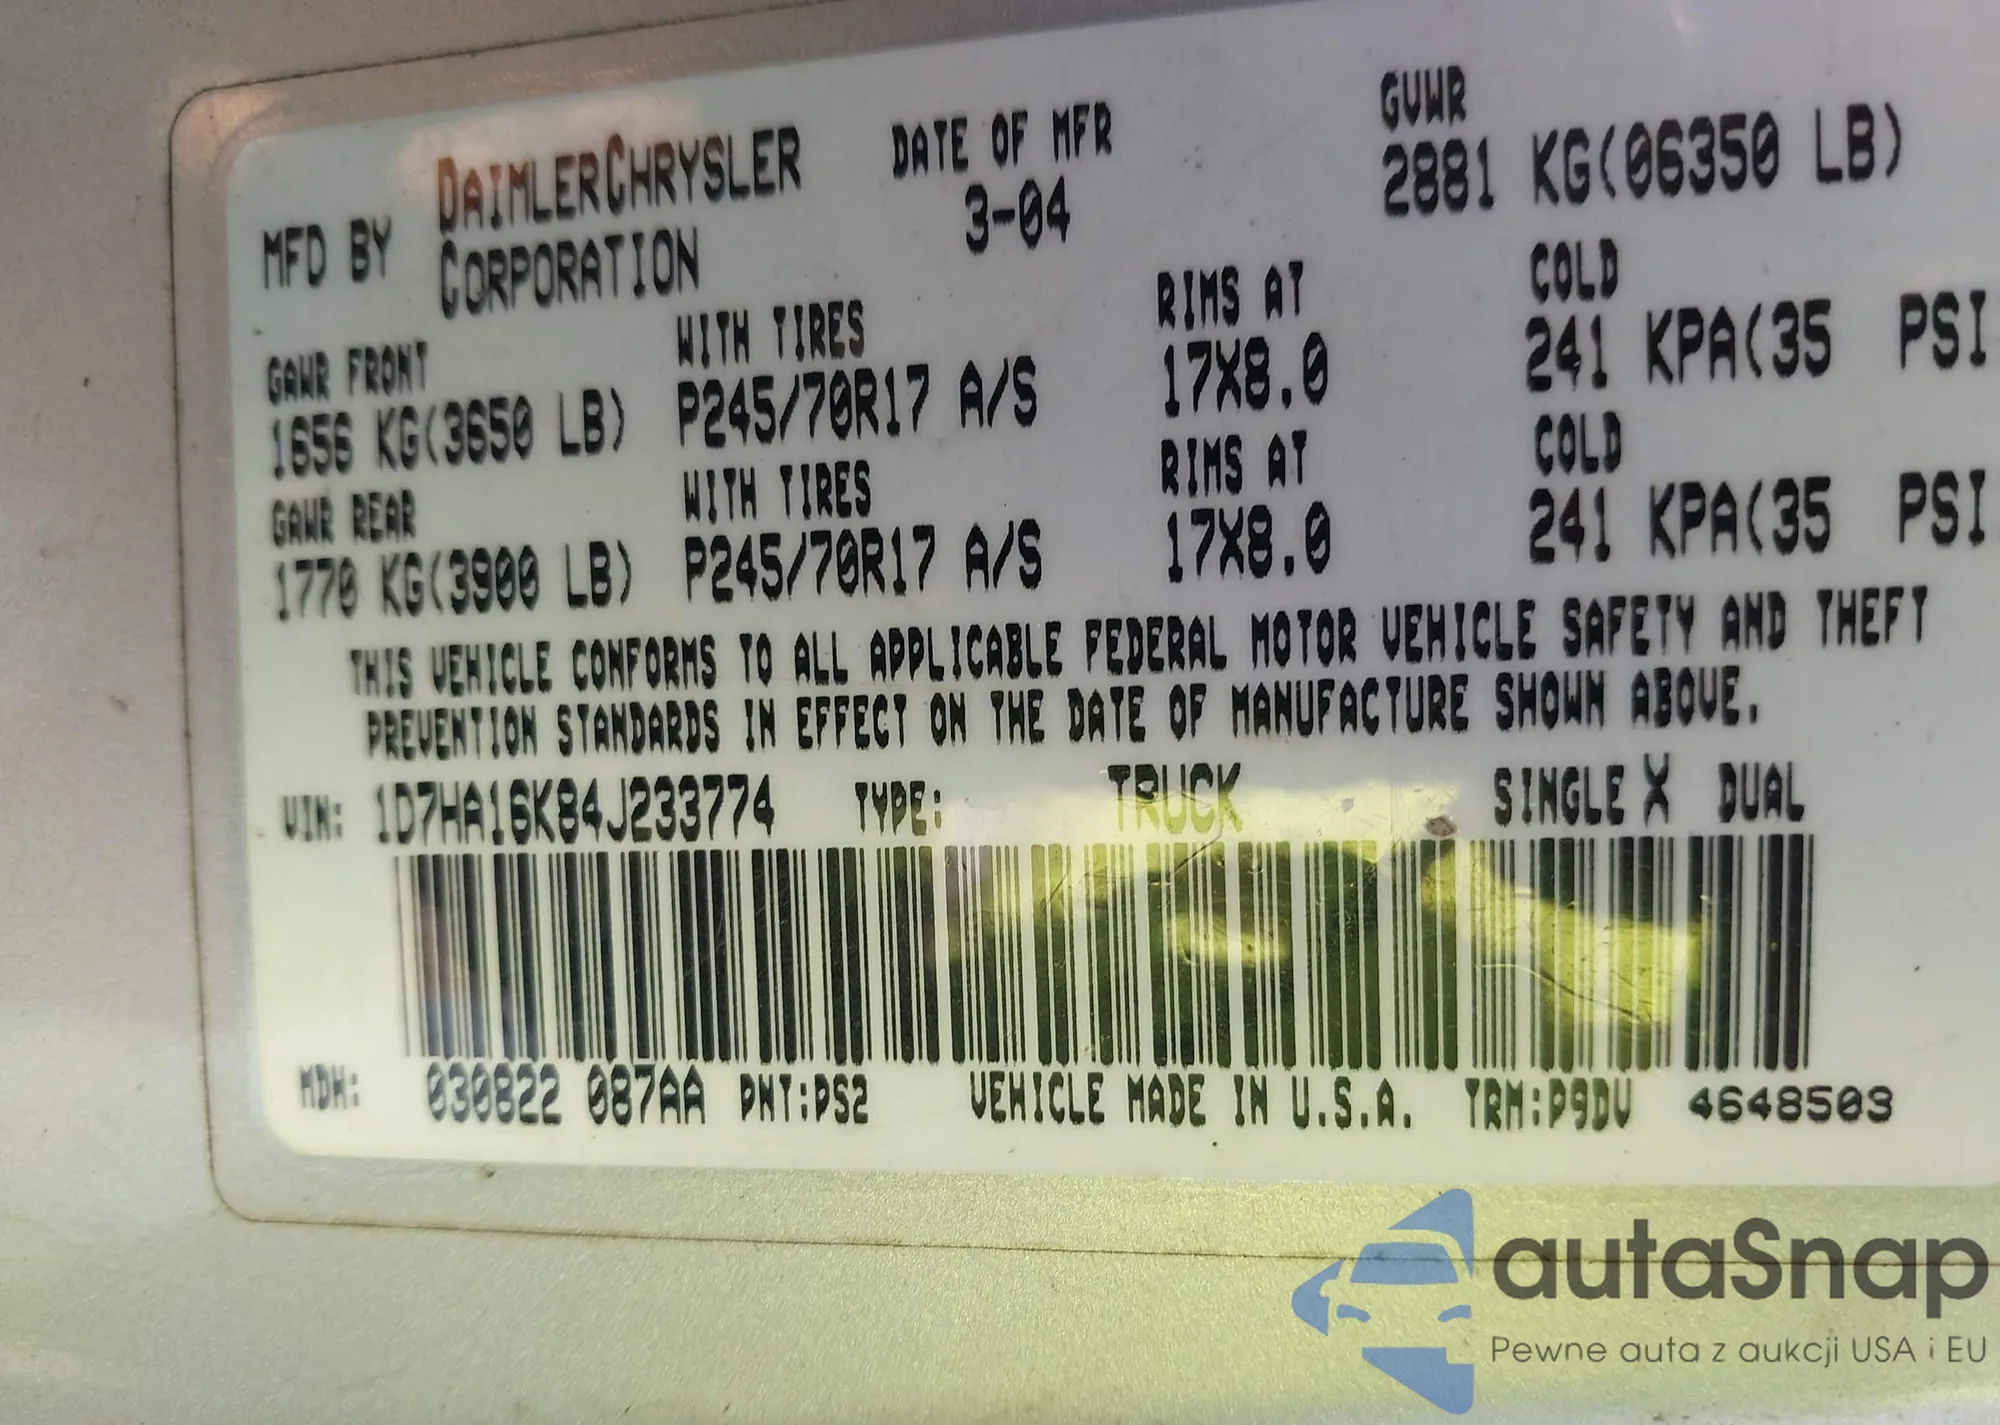 MFD BY DAIMLERCHRYSLER CORPORATION DATE OF MFR 3-04 GVWR 2881 KG(06350 LB)
GAWR FRONT WITH TIRES RIMS AT COLD
1656 KG(3650 LB) P245/70R17 A/S 17X8.0 241 KPA(35 PSI
GAWR REAR WITH TIRES RIMS AT COLD
1770 KG(3900 LB) P245/70R17 A/S 17X8.0 241 KPA(35 PSI
THIS VEHICLE CONFORMS TO ALL APPLICABLE FEDERAL MOTOR VEHICLE SAFETY AND THEFT
PREVENTION STANDARDS IN EFFECT ON THE DATE OF MANUFACTURE SHOWN ABOVE.
VIN: 1D7HA16K84J233774 TYPE: TRUCK SINGLE X DUAL
MDH: 030822 087AA PNT:PS2 VEHICLE MADE IN U.S.A. TRM:P9DV 4648503
autaSnap
Pewne auta z aukcji USA i EU